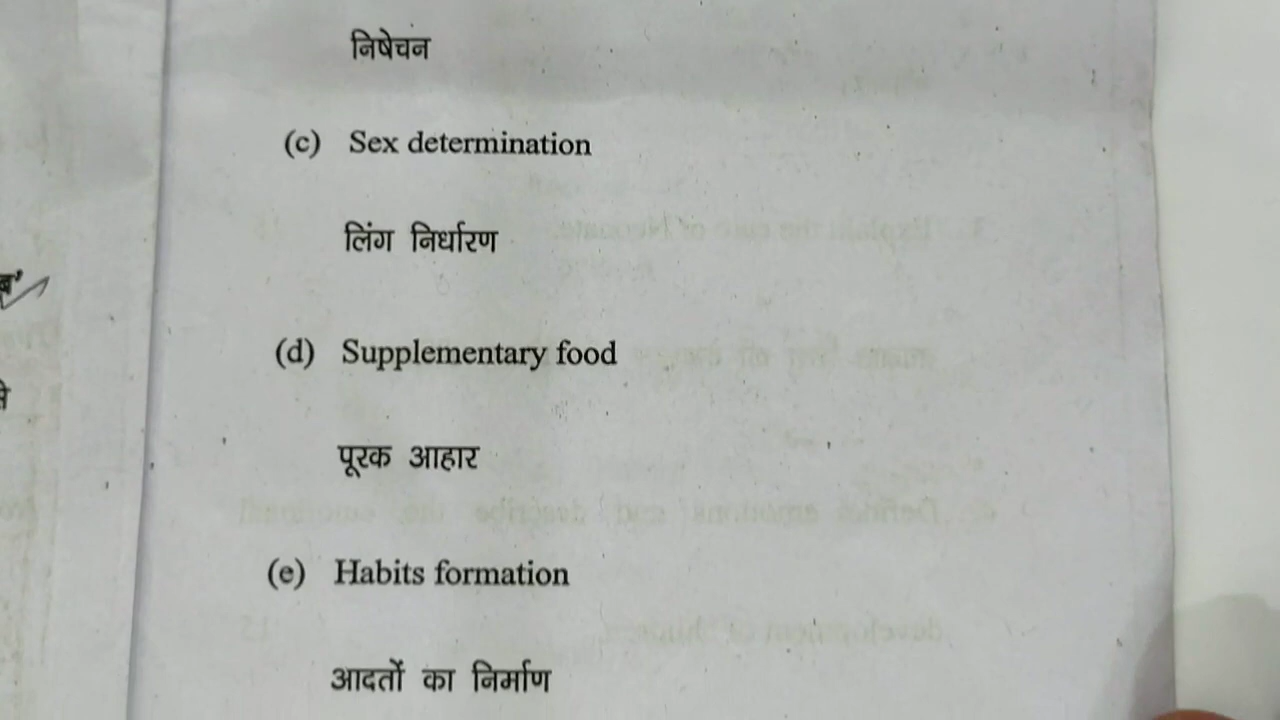 निषेचन
(c) Sex determination
लिंग निर्धारण
(d) Supplementary food
पूरक आहार
(e) Habits formation
आदतों का निर्माण